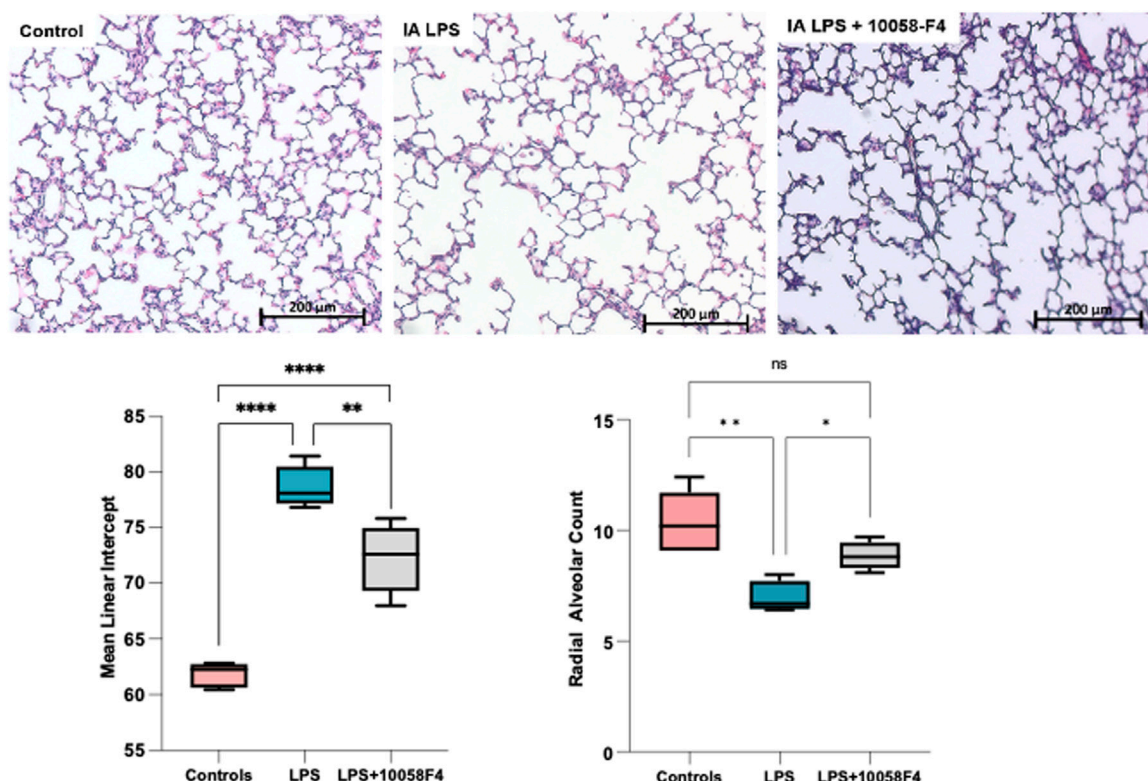 Control
IA LPS
IA LPS + 10058-F4
200 µm
200 µm
200 µm
****
****
**
85
80
75
70
65
60
55
Mean Linear Intercept
Controls
LPS
LPS+10058F4
ns
* *
*
15
10
5
0
Radial Alveolar Count
Controls
LPS
LPS+10058F4